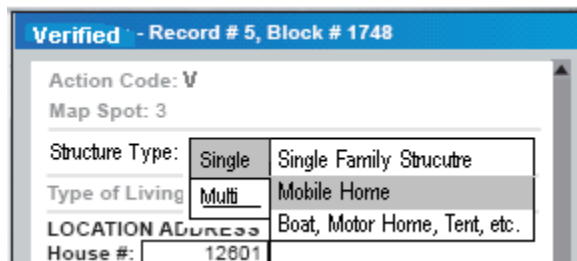 Verified - Record # 5, Block # 1748
Action Code: V
Map Spot: 3
Structure Type: Single Single Family Strucutre
Type of Living Multi Mobile Home
LOCATION ADDRESS Boat, Motor Home, Tent, etc.
House #: 12601